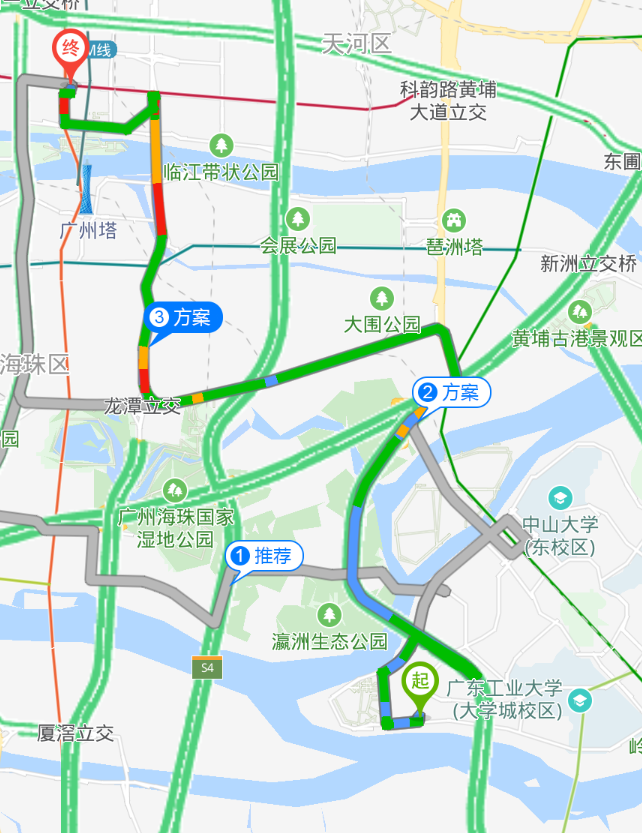 一立交桥
天河区
终
M线
科韵路黄埔
大道立交
东圃
临江带状公园
广州塔
会展公园
琶洲塔
新洲立交桥
3 方案
大围公园
黄埔古港景观区
海珠区
龙潭立交
2 方案
园
广州海珠国家
湿地公园
中山大学
(东校区)
1 推荐
瀛洲生态公园
S4
起
广东工业大学
(大学城校区)
厦滘立交
岭